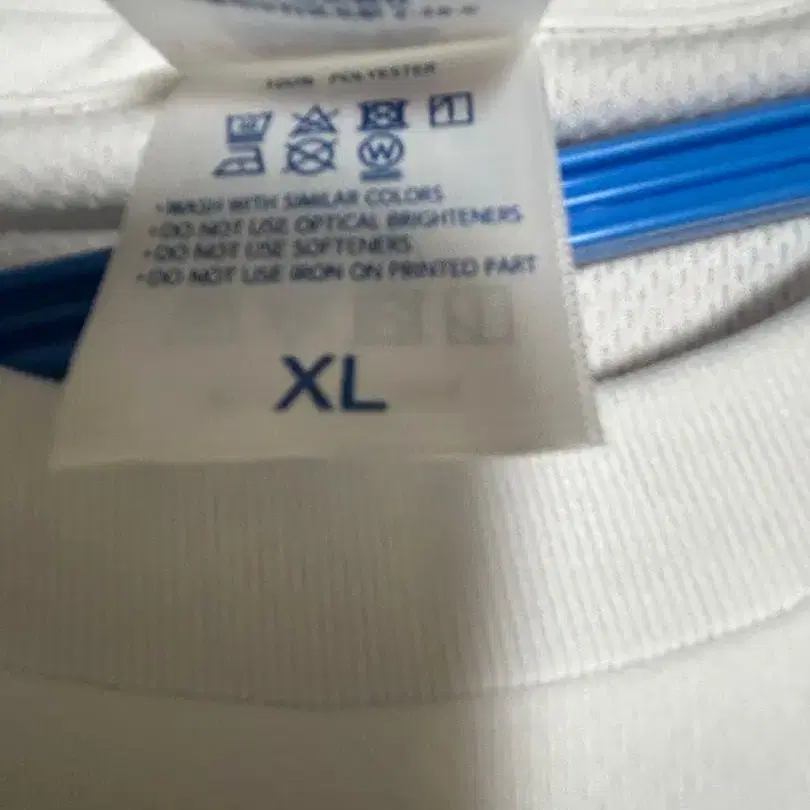 100% POLYESTER
W
•WASH WITH SIMILAR COLORS
•DO NOT USE OPTICAL BRIGHTENERS
•DO NOT USE SOFTENERS
•DO NOT USE IRON ON PRINTED PART
XL